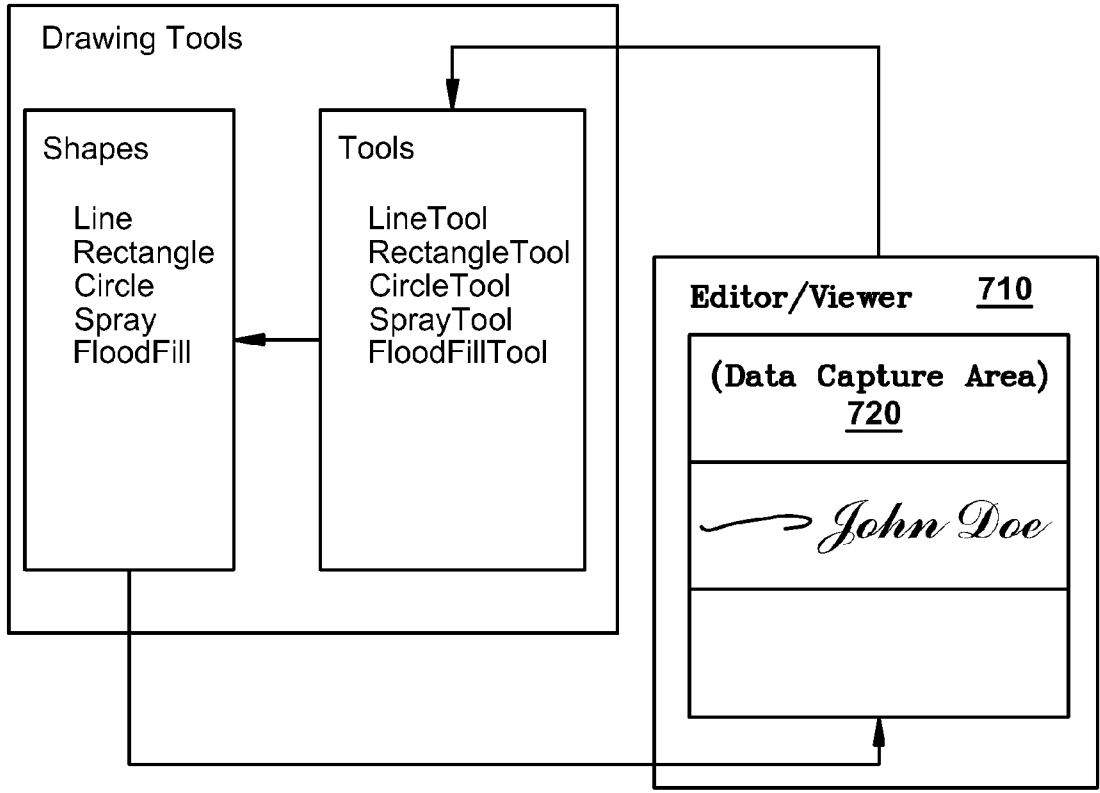 Drawing Tools
Shapes
Line
Rectangle
Circle
Spray
FloodFill
Tools
LineTool
RectangleTool
CircleTool
SprayTool
FloodFillTool
Editor/Viewer 710
(Data Capture Area)
720
John Doe